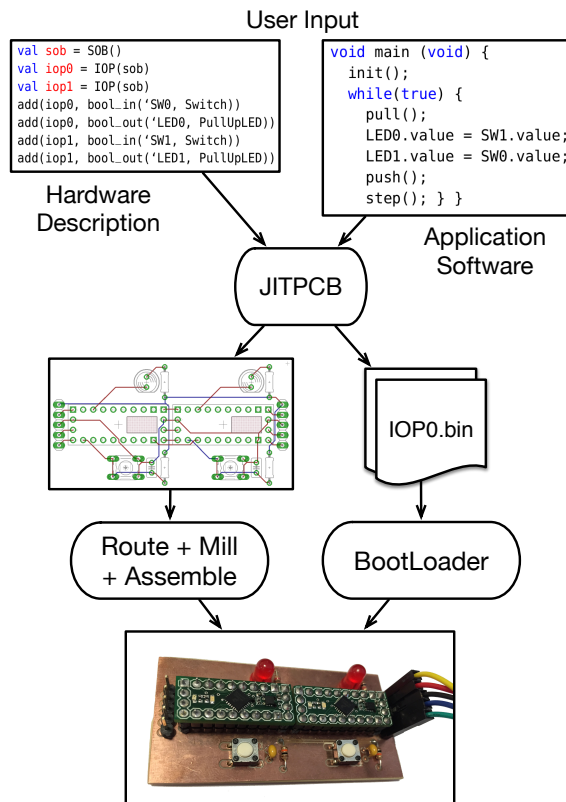 User Input
val sob = SOB()
val iop0 = IOP(sob)
val iop1 = IOP(sob)
add(iop0, bool_in(‘SW0, Switch))
add(iop0, bool_out(‘LED0, PullUpLED))
add(iop1, bool_in(‘SW1, Switch))
add(iop1, bool_out(‘LED1, PullUpLED))
void main (void) {
init();
while(true) {
pull();
LED0.value = SW1.value;
LED1.value = SW0.value;
push();
step(); } }
Hardware
Description
Application
Software
JITPCB
IOP0.bin
Route + Mill
+ Assemble
BootLoader